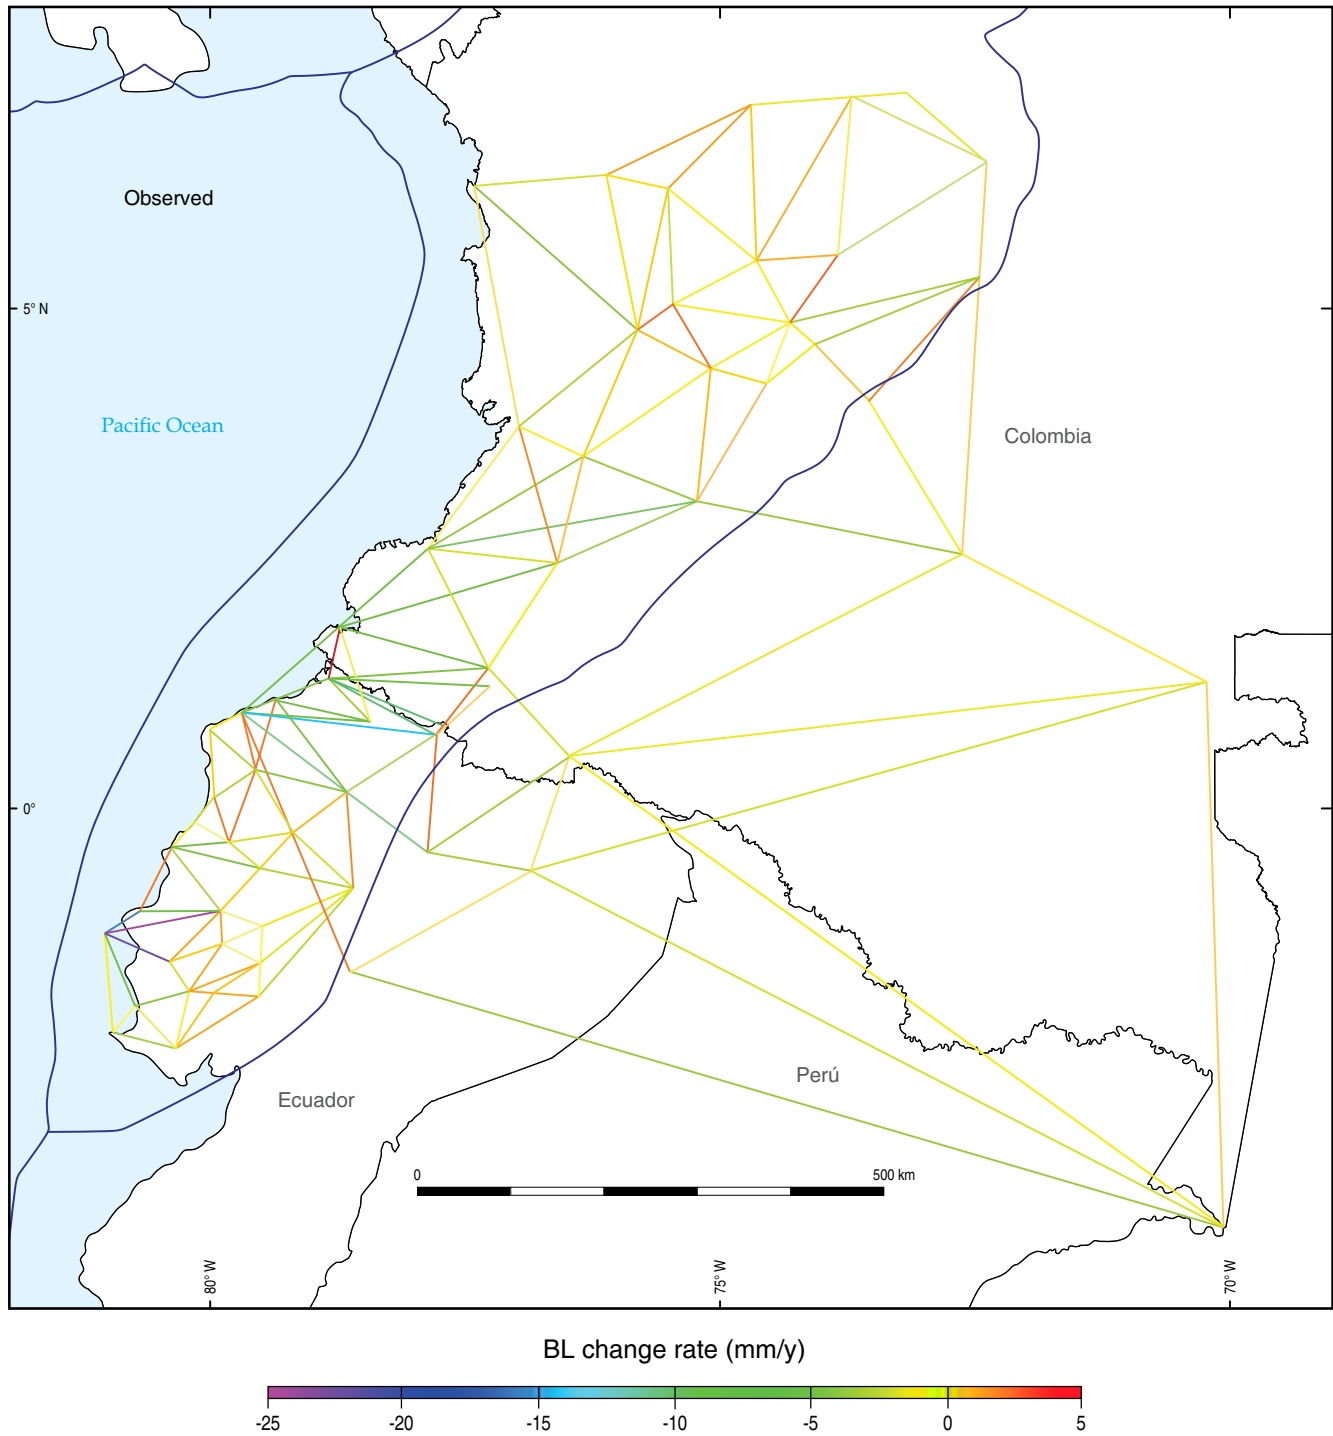 Observed
5° N
Pacific Ocean
Colombia
0°
Perú
Ecuador
0
500 km
80° W
75° W
70° W
BL change rate (mm/y)
-25
-20
-15
-10
-5
0
5